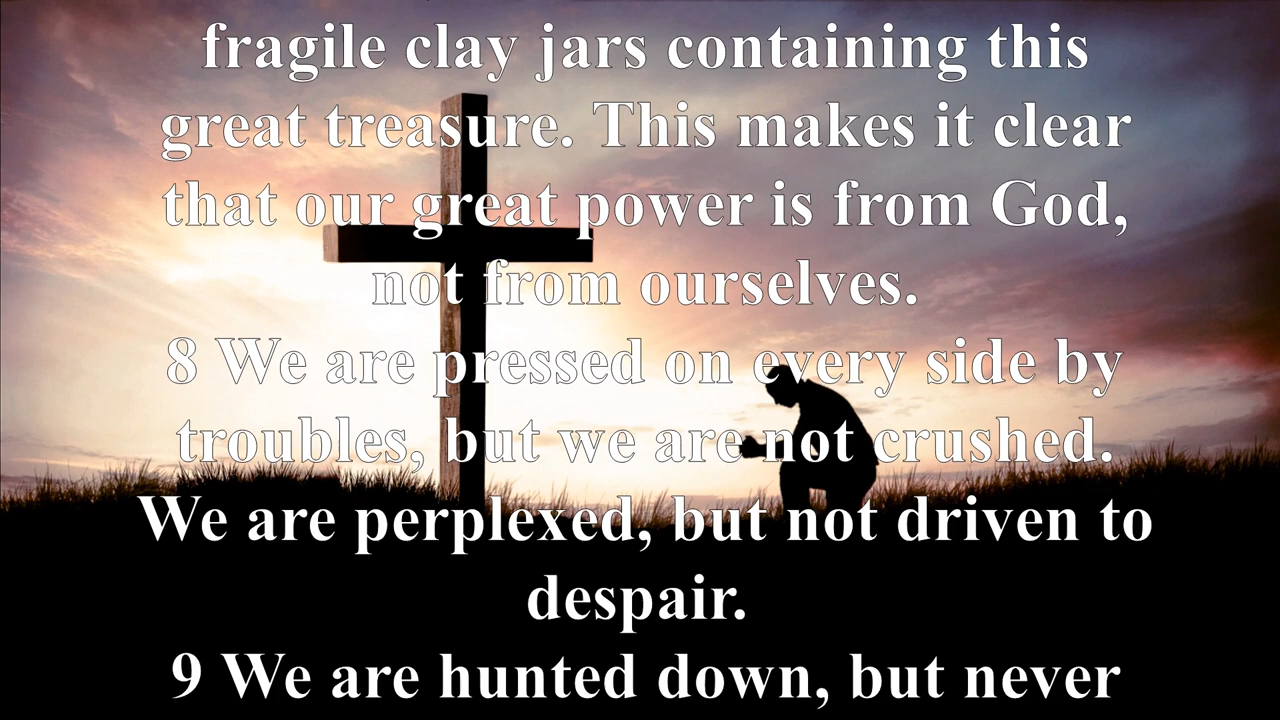 fragile clay jars containing this
great treasure. This makes it clear
that our great power is from God,
not from ourselves.
8 We are pressed on every side by
troubles, but we are not crushed.
We are perplexed, but not driven to
despair.
9 We are hunted down, but never